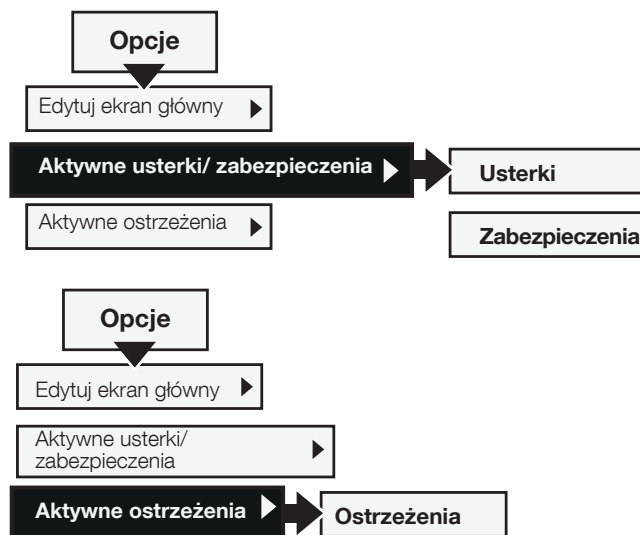 Opcje
Edytuj ekran główny
Aktywne usterki/ zabezpieczenia
Usterki
Aktywne ostrzeżenia
Zabezpieczenia
Opcje
Edytuj ekran główny
Aktywne usterki/
zabezpieczenia
Aktywne ostrzeżenia
Ostrzeżenia